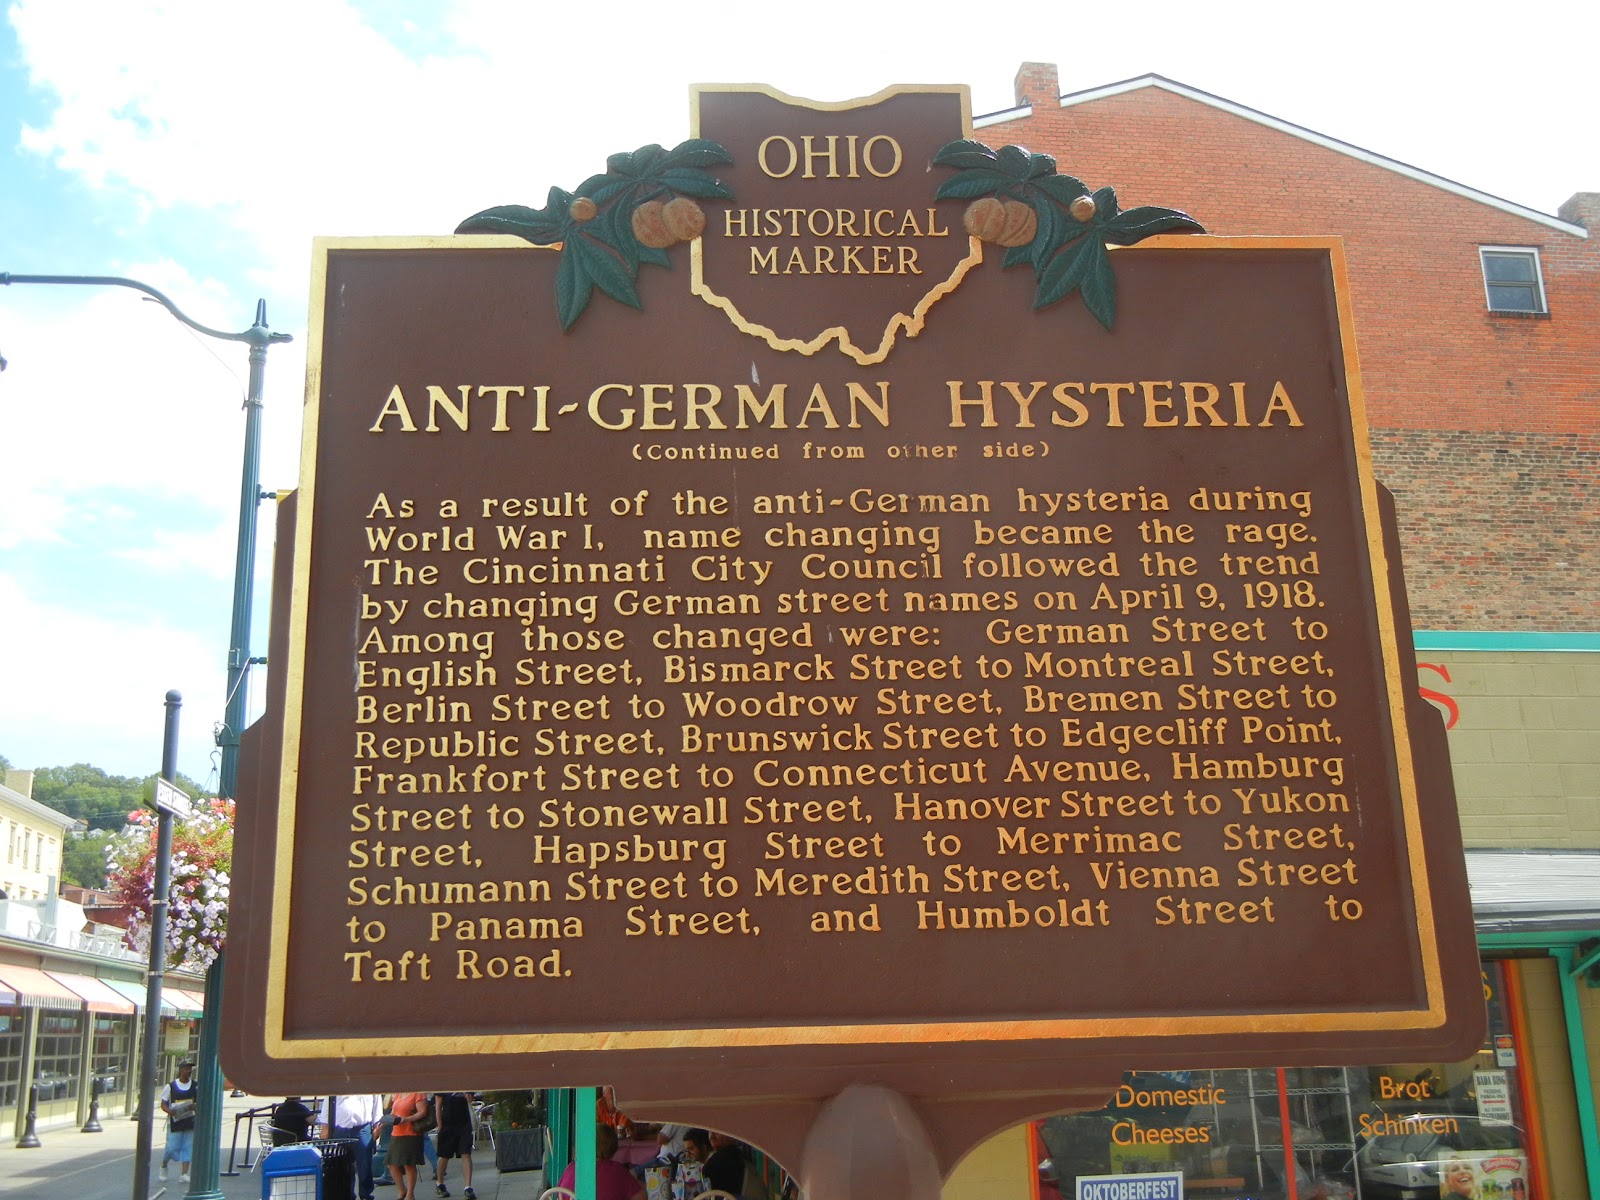 OHIO
HISTORICAL
MARKER
ANTI-GERMAN HYSTERIA
(Continued from other side)
As a result of the anti-German hysteria during
World War I, name changing became the rage.
The Cincinnati City Council followed the trend
by changing German street names on April 9, 1918.
Among those changed were: German Street to
English Street, Bismarck Street to Montreal Street,
Berlin Street to Woodrow Street, Bremen Street to
Republic Street, Brunswick Street to Edgecliff Point,
Frankfort Street to Connecticut Avenue, Hamburg
Street to Stonewall Street, Hanover Street to Yukon
Street, Hapsburg Street to Merrimac Street,
Schumann Street to Meredith Street, Vienna Street
to Panama Street, and Humboldt Street to
Taft Road.
S
S
Domestic
Cheeses
Brot
Schinken
BADA BING
OKTOBERFEST